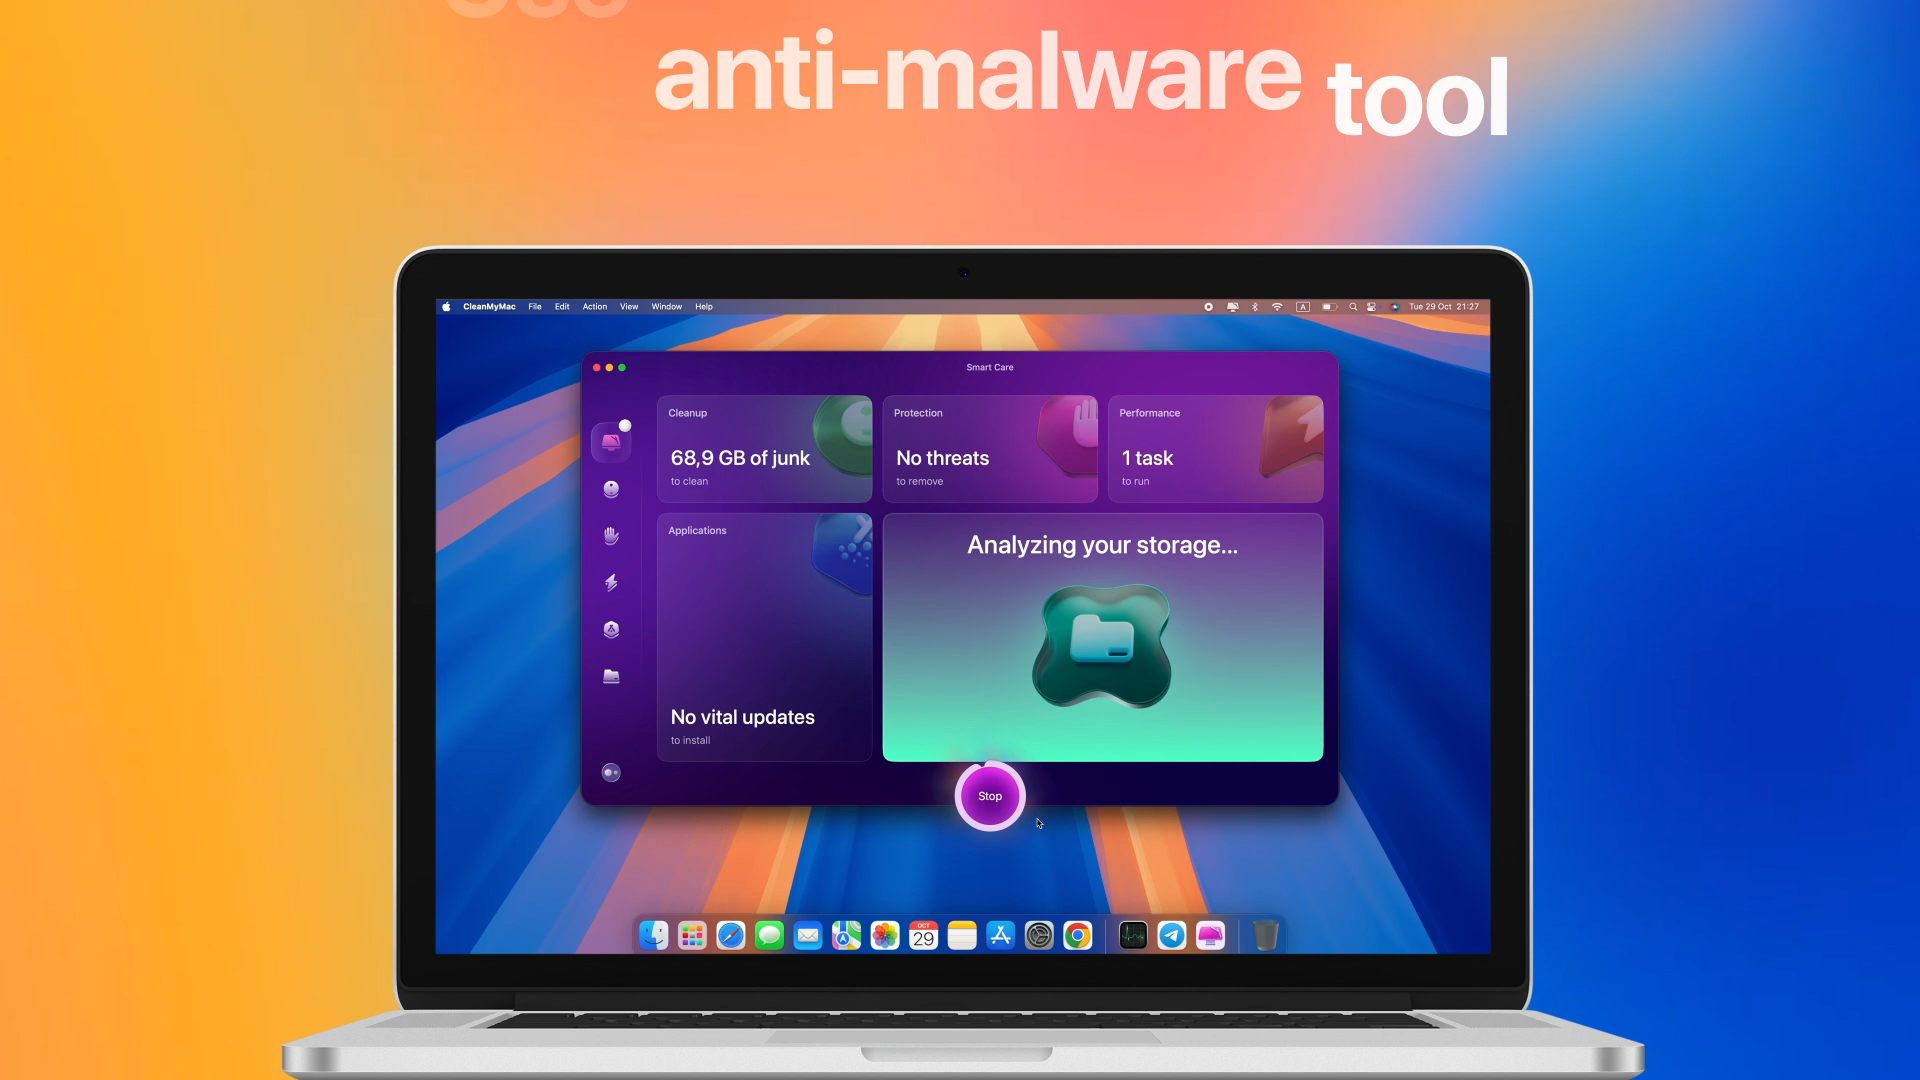 anti-malware tool
CleanMyMac File Edit Action View Window Help
A
Tue 29 Oct 21:27
Smart Care
Cleanup
68,9 GB of junk
to clean
Protection
No threats
to remove
Performance
1 task
to run
Applications
No vital updates
to install
Analyzing your storage...
Stop
OCT
29